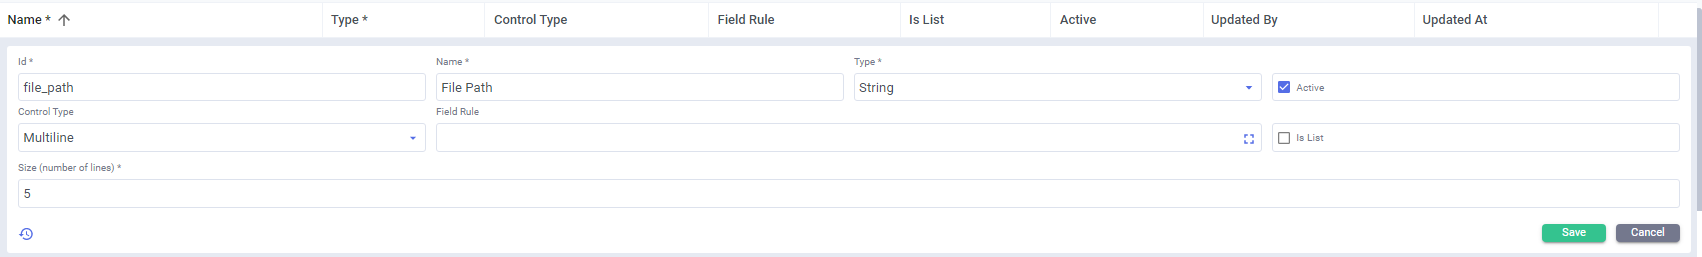 Name * Type * Control Type Field Rule Is List Active Updated By Updated At
Id * Name * Type *
file_path File Path String Active
Control Type Field Rule
Multiline Is List
Size (number of lines) *
5
Save Cancel